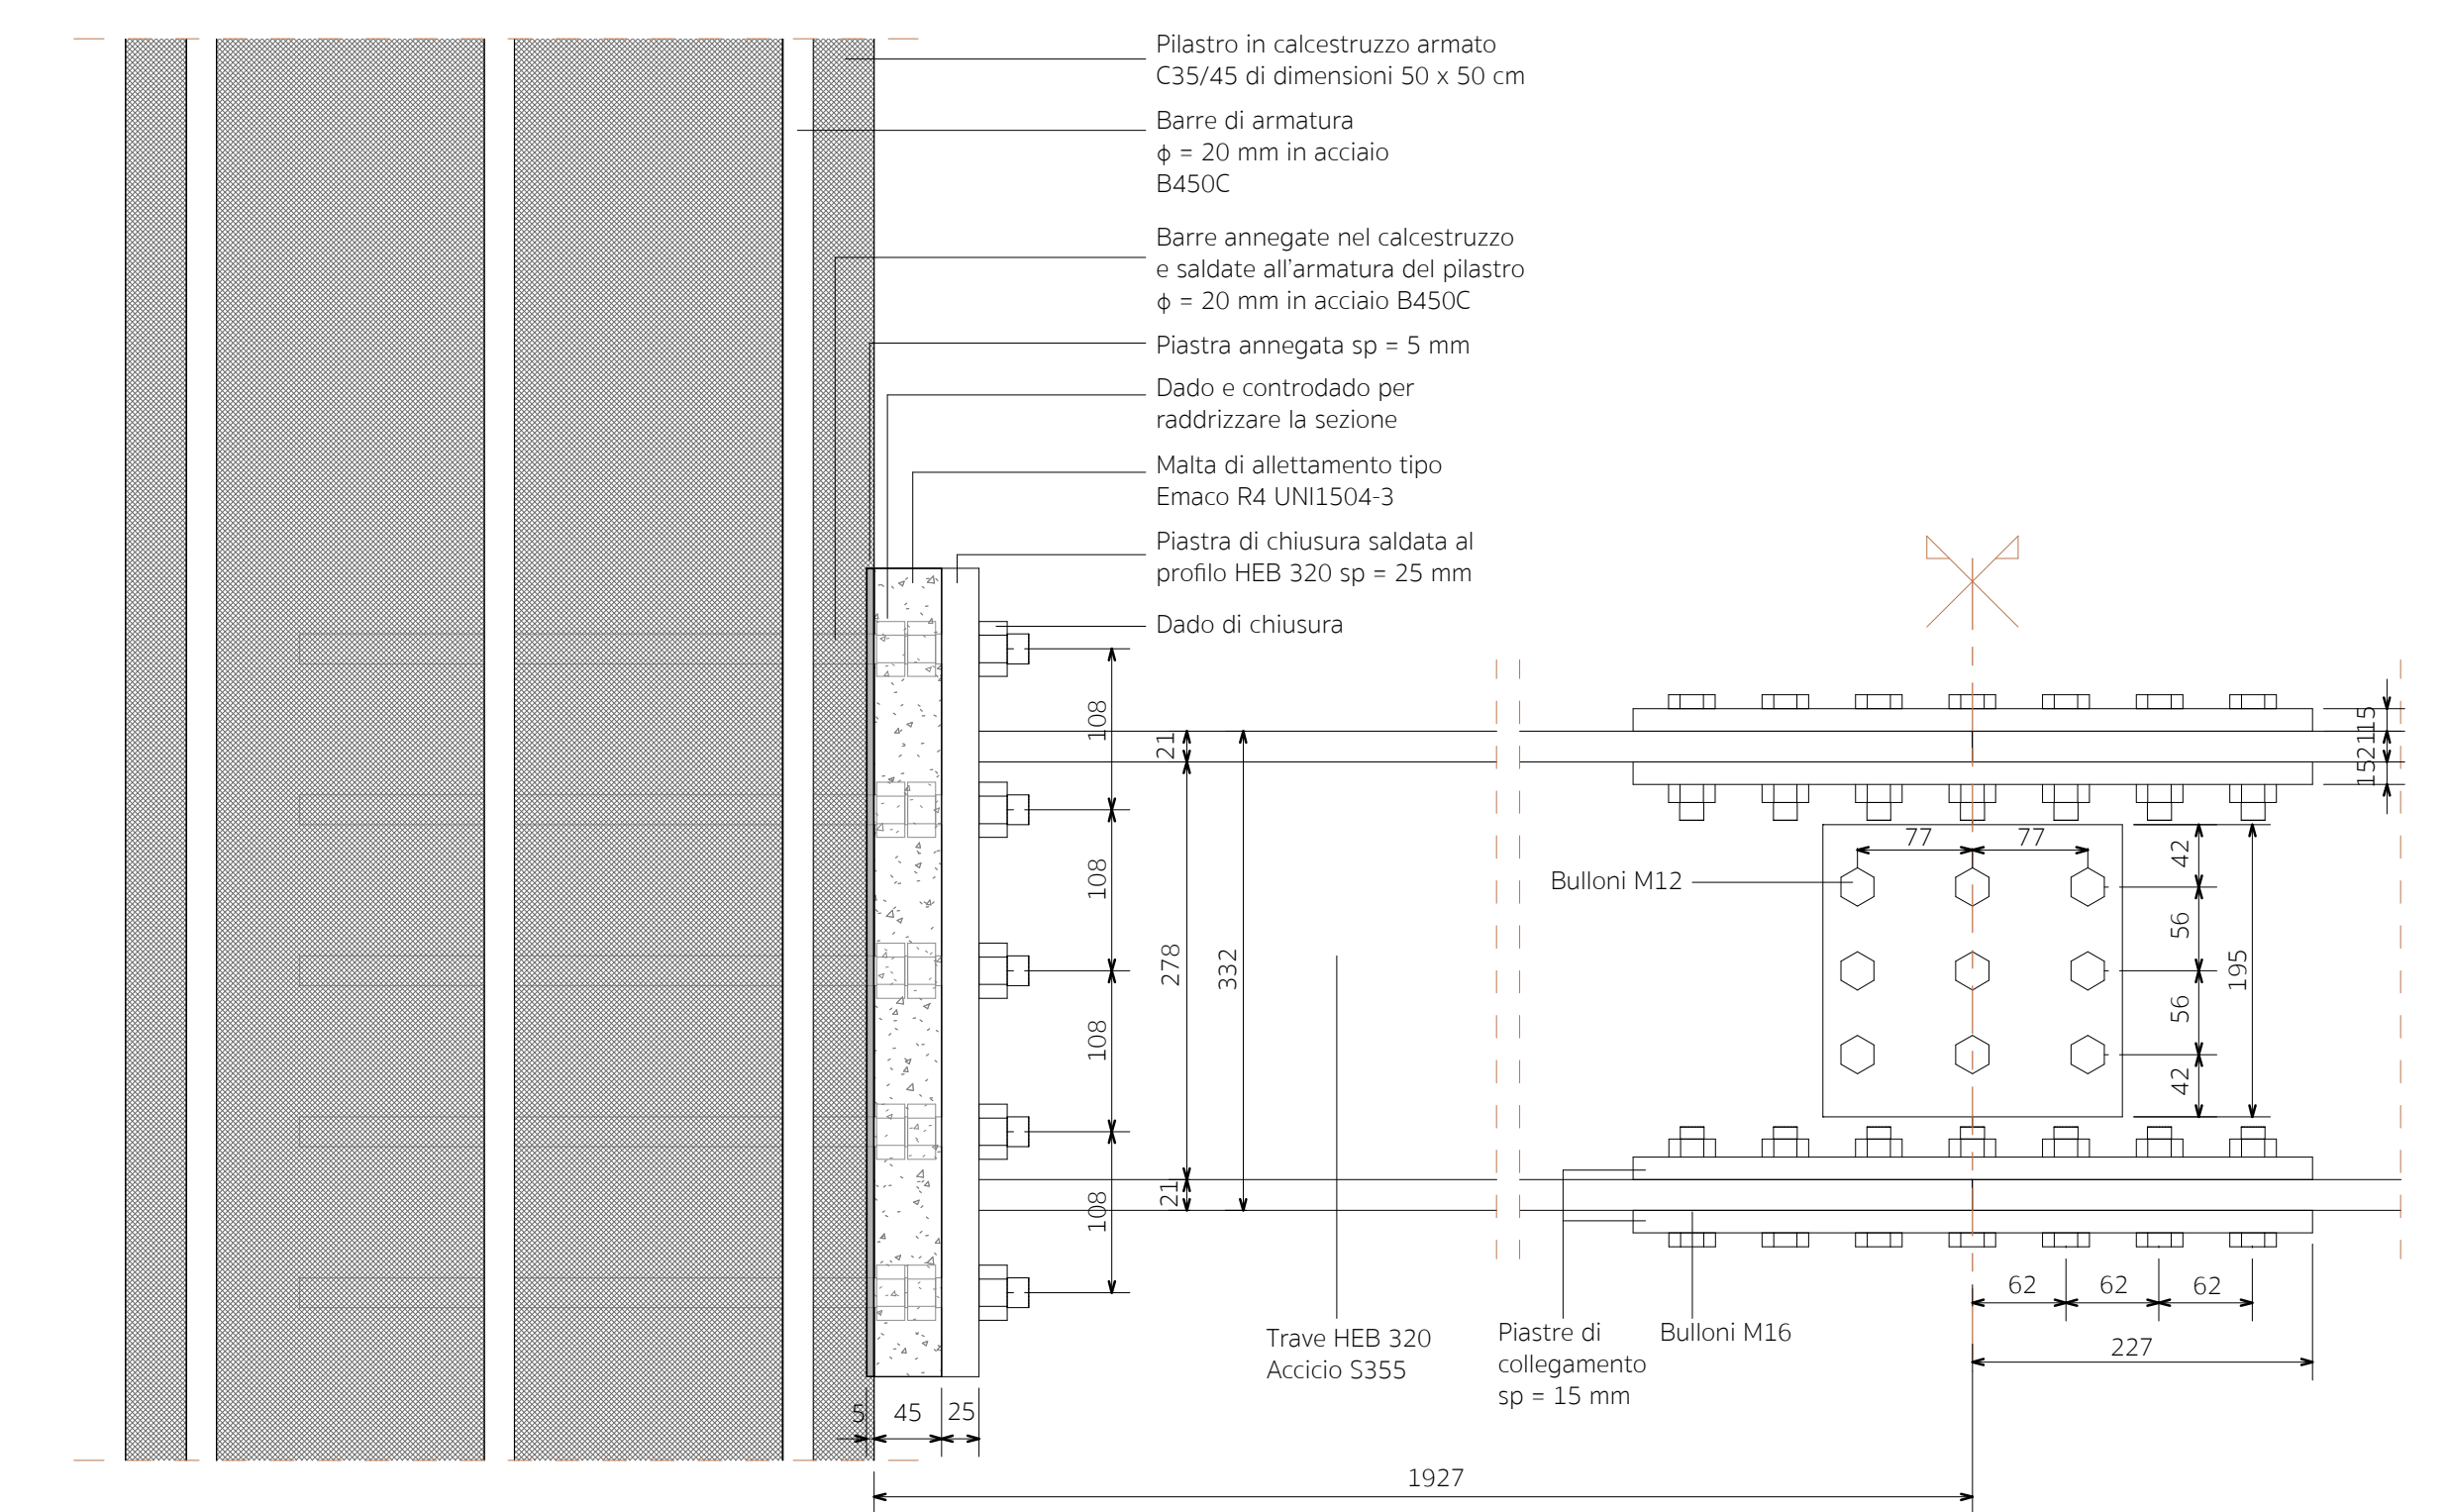 Pilastro in calcestruzzo armato
C35/45 di dimensioni 50 x 50 cm
Barre di armatura
ϕ = 20 mm in acciaio
B450C
Barre annegate nel calcestruzzo
e saldate all'armatura del pilastro
ϕ = 20 mm in acciaio B450C
Piastra annegata sp = 5 mm
Dado e controdado per
raddrizzare la sezione
Malta di allettamento tipo
Emaco R4 UNI1504-3
Piastra di chiusura saldata al
profilo HEB 320 sp = 25 mm
Dado di chiusura
108
108
108
108
21
278
21
332
15
21
15
77
77
Bulloni M12
42
56
56
42
195
62
62
62
227
Trave HEB 320
Accicio S355
Piastre di
collegamento
sp = 15 mm
Bulloni M16
5
45
25
1927